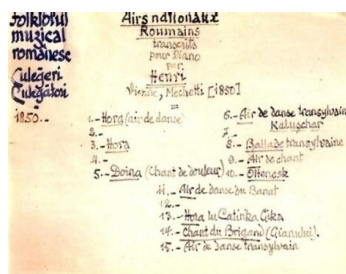 folklorul
muzical
românesc
Culegeri
Culegători
1850.-
Airs nationaux
Roumains
transcrits
pour Piano
par
Henri
Vienne, Mechetti [1850]
1.- Hora (air de danse)
2.-
3.- Hora
4.-
5.- Doina (Chant de douleur)
6.- Air de danse transylvain
Kaluschar
7.-
8.- Ballade transylvaine
9.- Air de chant
10.-
11.- Air de danse du Banat
12.-
13.- Hora lu Catinka Gika
14.- Chant du Brigand (Gianului).
15.- Air de danse transylvain